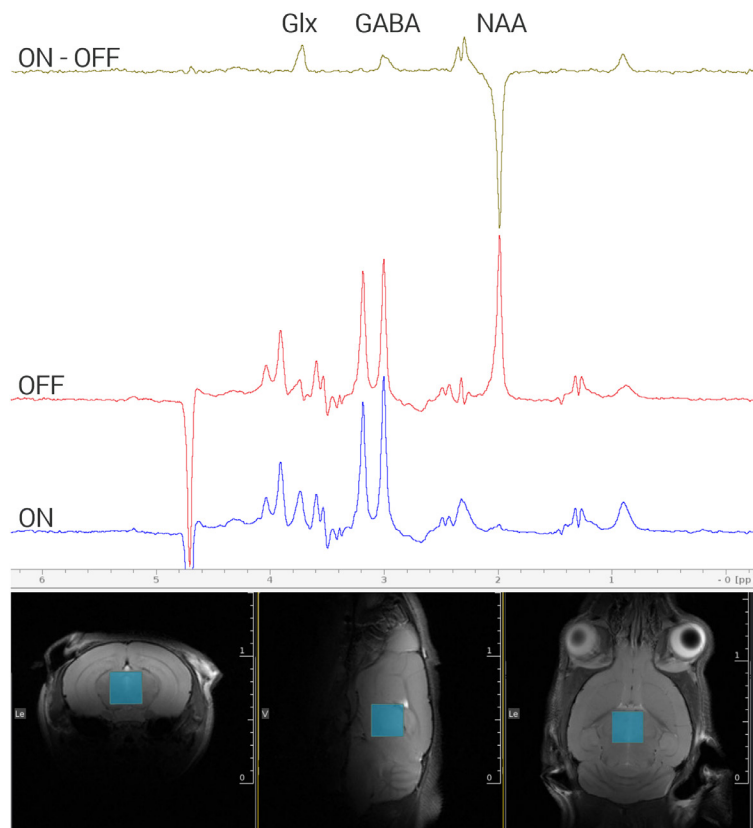 Glx GABA NAA
ON - OFF
OFF
ON
6 5 4 3 2 1 - 0 [pp
1 1 1
Le V Le
0 0 0